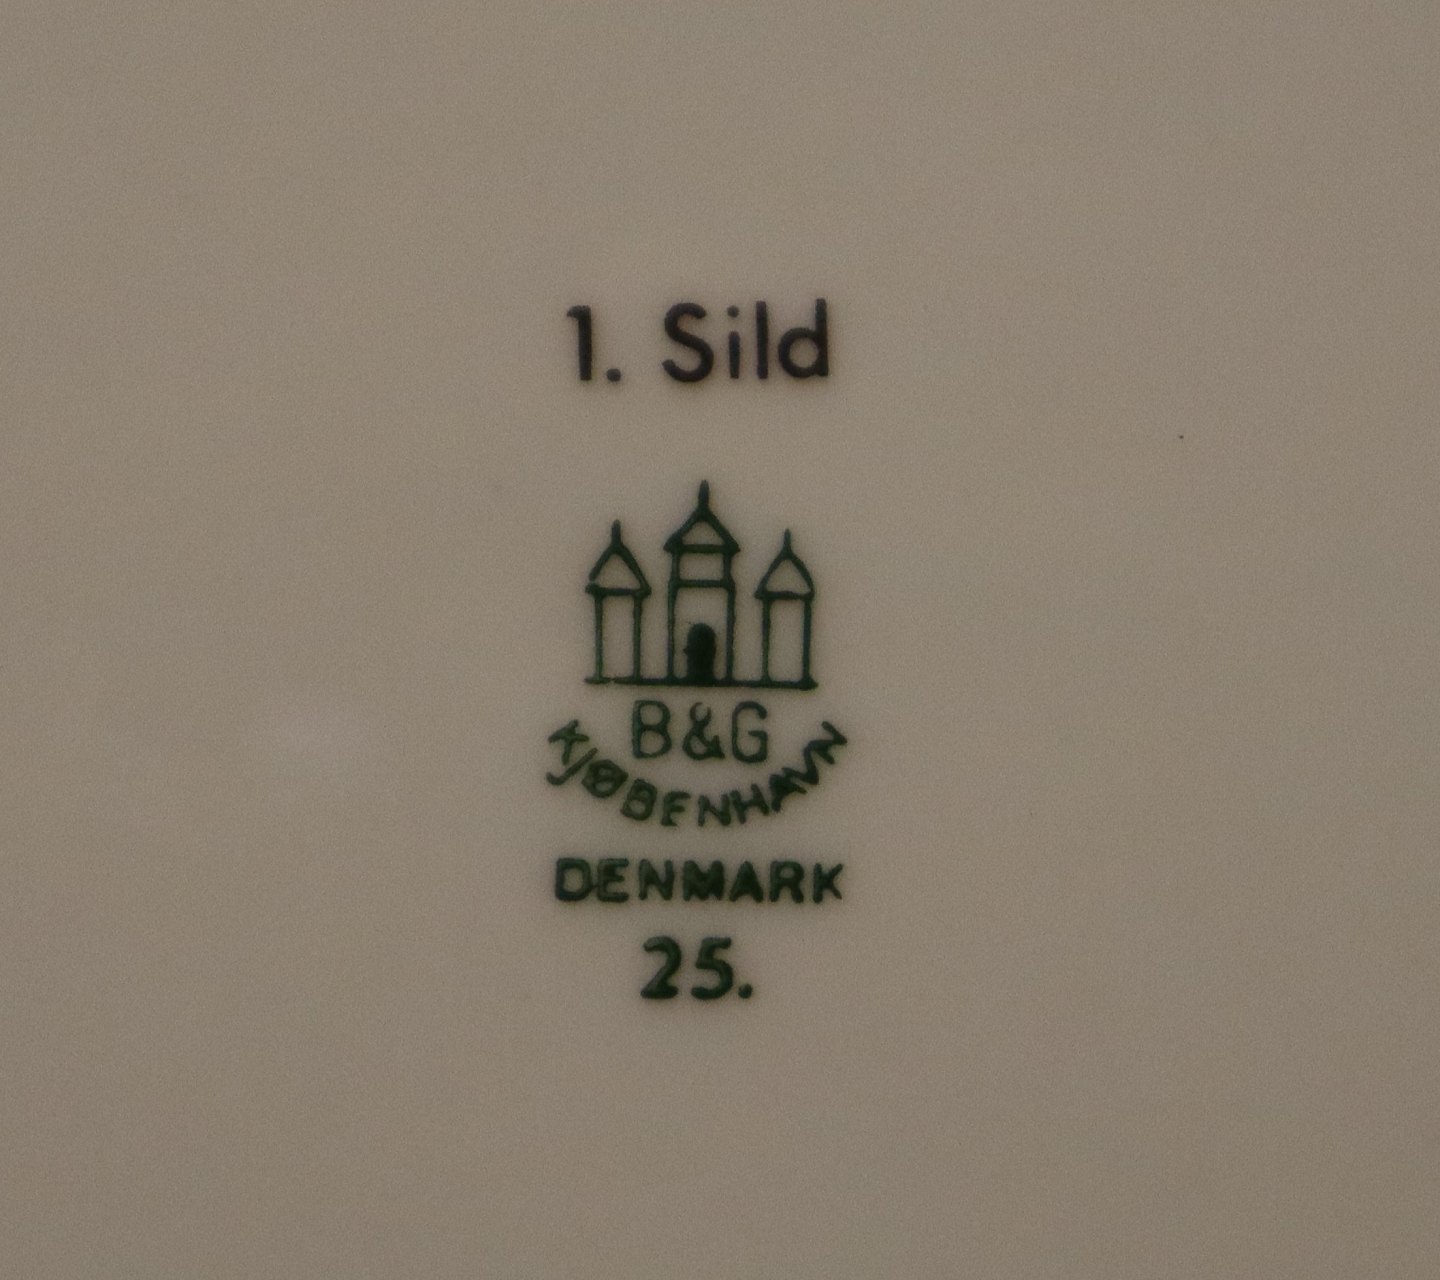 1. Sild
B&G
KJØBENHAVN
DENMARK
25.